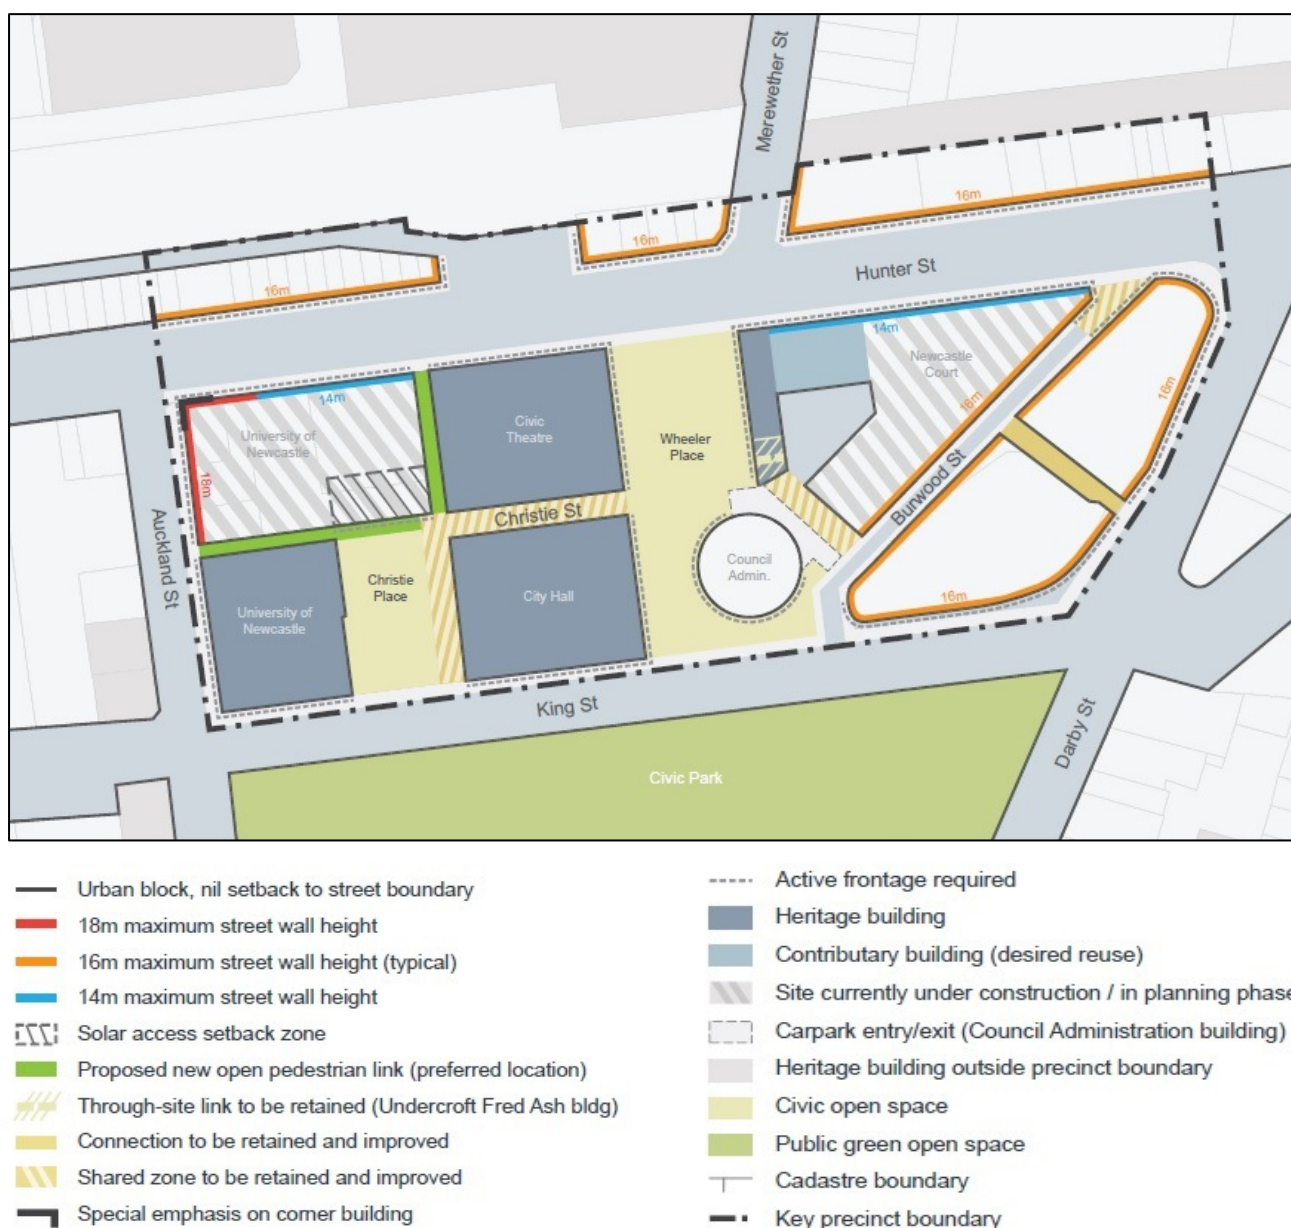 Merewether St
16m
16m
Hunter St
16m
14m
Newcastle
Court
16m
14m
University of
Newcastle
Civic
Theatre
Wheeler
Place
16m
18m
Burwood St
Christie St
Auckland St
Council
Admin.
Christie
Place
City Hall
University of
Newcastle
16m
King St
Darby St
Civic Park
Urban block, nil setback to street boundary
18m maximum street wall height
16m maximum street wall height (typical)
14m maximum street wall height
Solar access setback zone
Proposed new open pedestrian link (preferred location)
Through-site link to be retained (Undercroft Fred Ash bldg)
Connection to be retained and improved
Shared zone to be retained and improved
Special emphasis on corner building
Active frontage required
Heritage building
Contributary building (desired reuse)
Site currently under construction / in planning phase
Carpark entry/exit (Council Administration building)
Heritage building outside precinct boundary
Civic open space
Public green open space
Cadastre boundary
Key precinct boundary